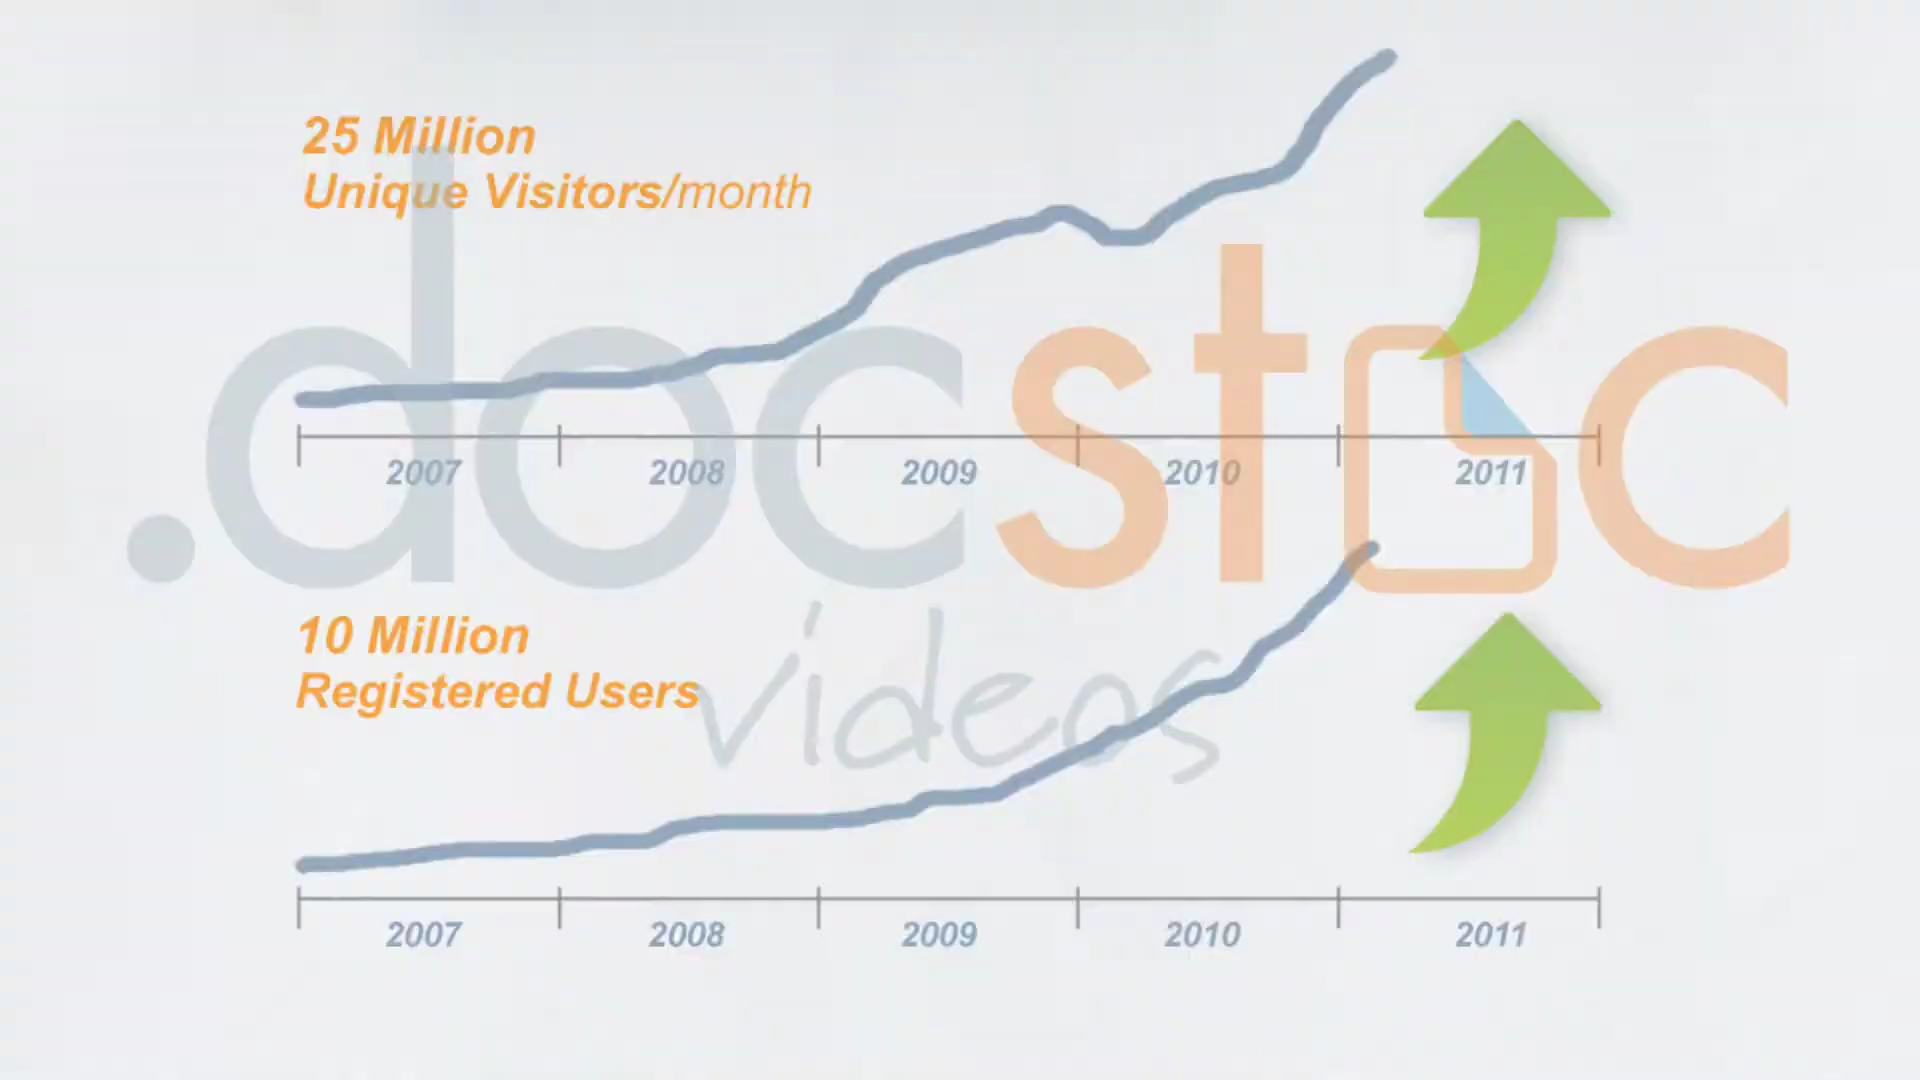 25 Million
Unique Visitors/month
2007 2008 2009 2010 2011
.docstoc
videos
10 Million
Registered Users
2007 2008 2009 2010 2011